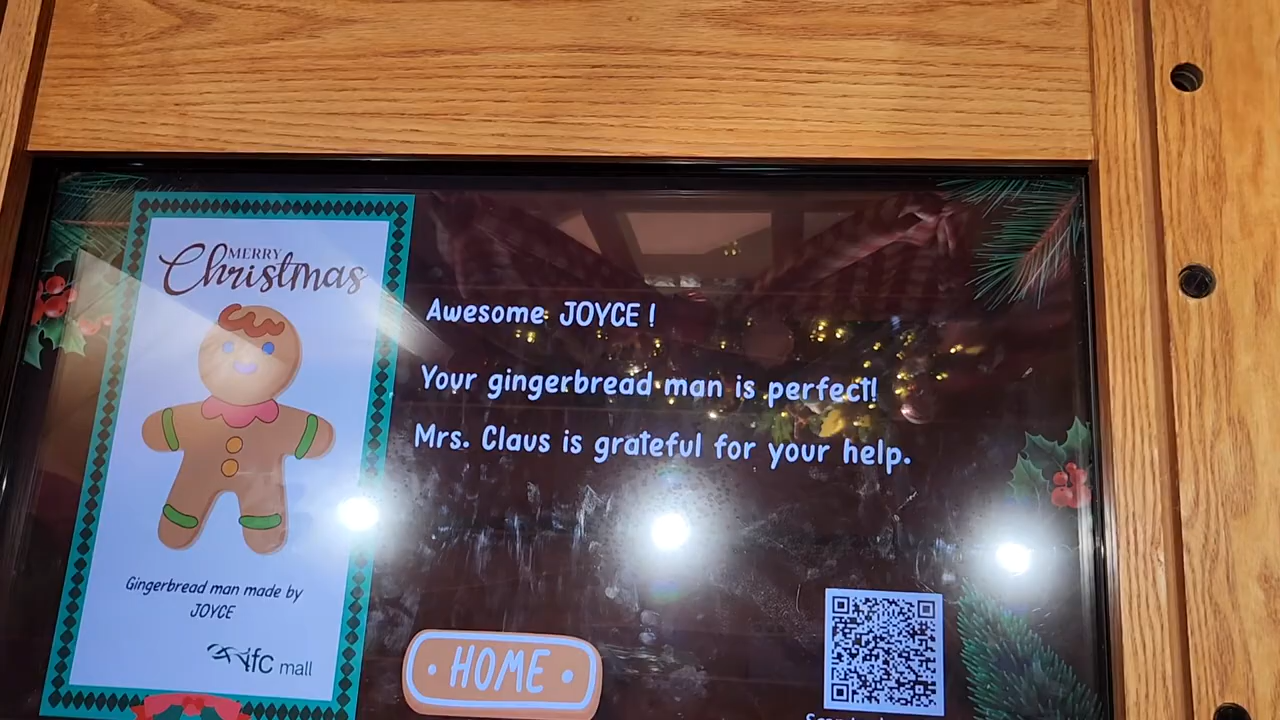 MERRY
Christmas
Awesome JOYCE !
Your gingerbread man is perfect!
Mrs. Claus is grateful for your help.
Gingerbread man made by
JOYCE
ifc mall
HOME